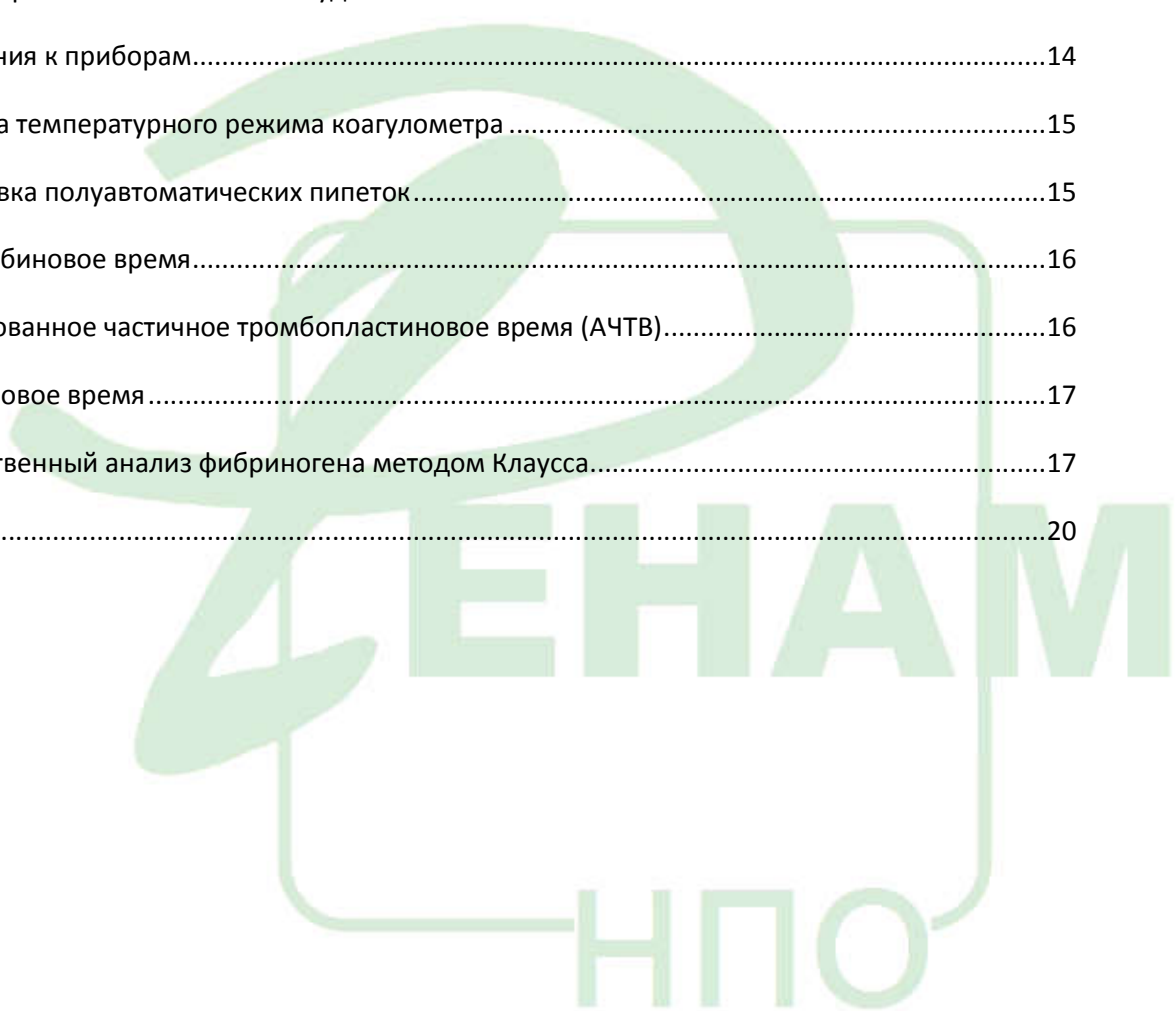 ния к приборам....................................................................................................14
а температурного режима коагулометра....................................................................15
вка полуавтоматических пипеток..............................................................................15
биновое время....................................................................................................16
ованное частичное тромбопластиновое время (АЧТВ)....................................................16
овое время.........................................................................................................17
твенный анализ фибриногена методом Клаусса............................................................17
....................................................................................................................20
РЕНАМ
НПО